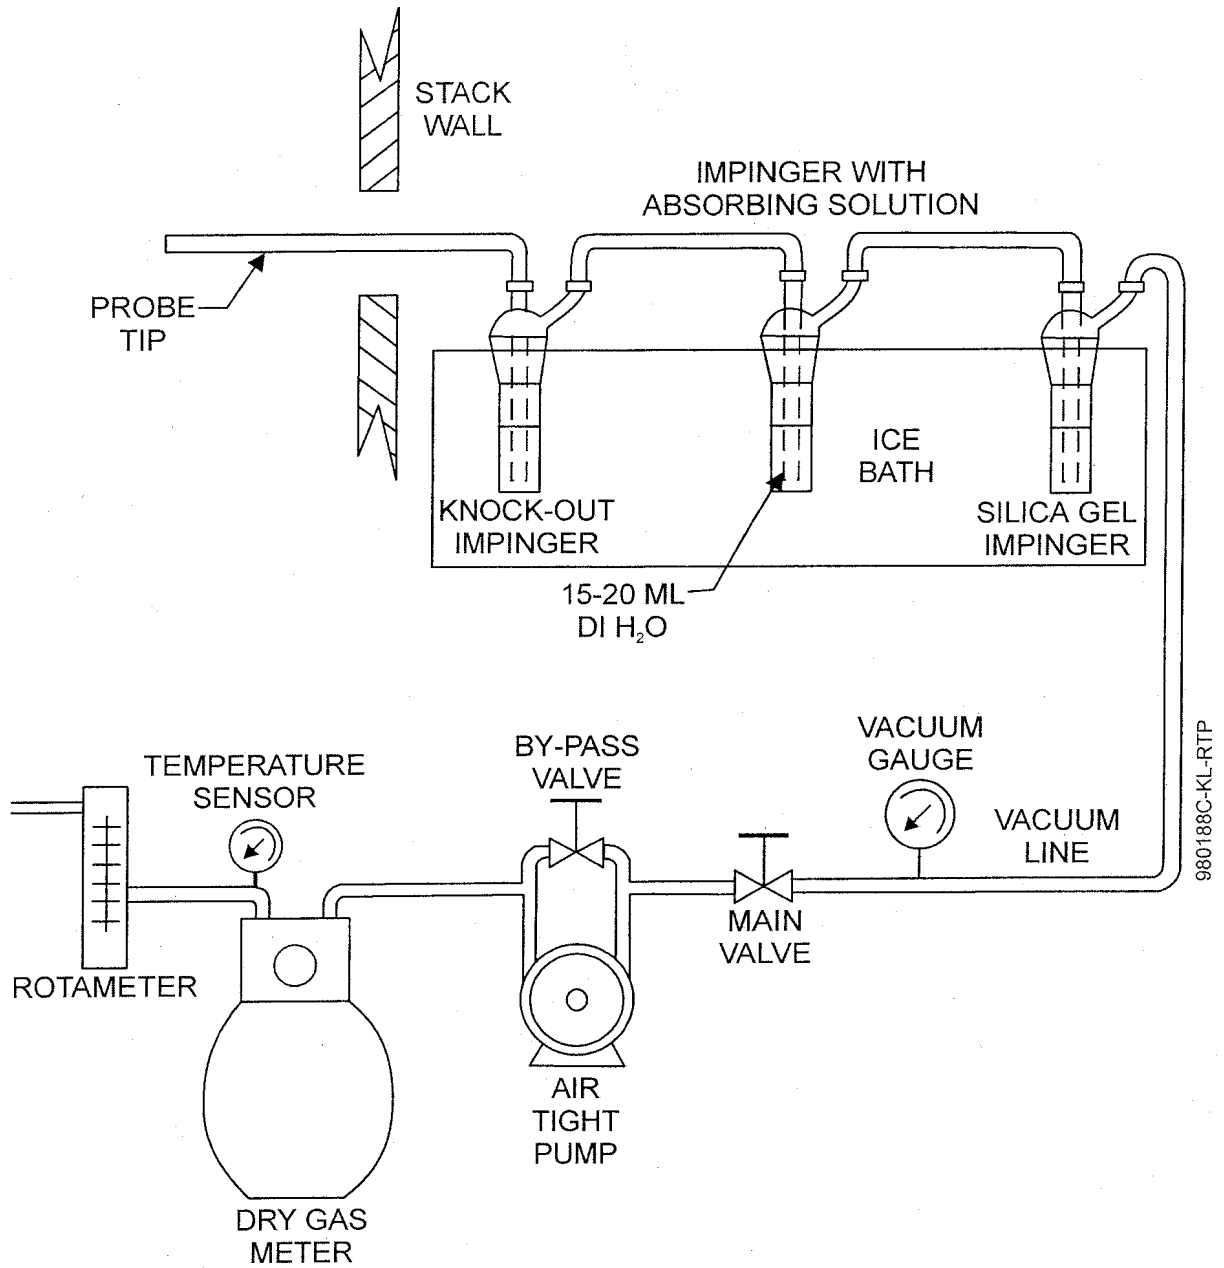 STACK
WALL
IMPINGER WITH
ABSORBING SOLUTION
PROBE
TIP
ICE
BATH
KNOCK-OUT
IMPINGER
SILICA GEL
IMPINGER
15-20 ML
DI H₂O
VACUUM
GAUGE
BY-PASS
VALVE
TEMPERATURE
SENSOR
VACUUM
LINE
980188C-KL-RTP
MAIN
VALVE
ROTAMETER
AIR
TIGHT
PUMP
DRY GAS
METER